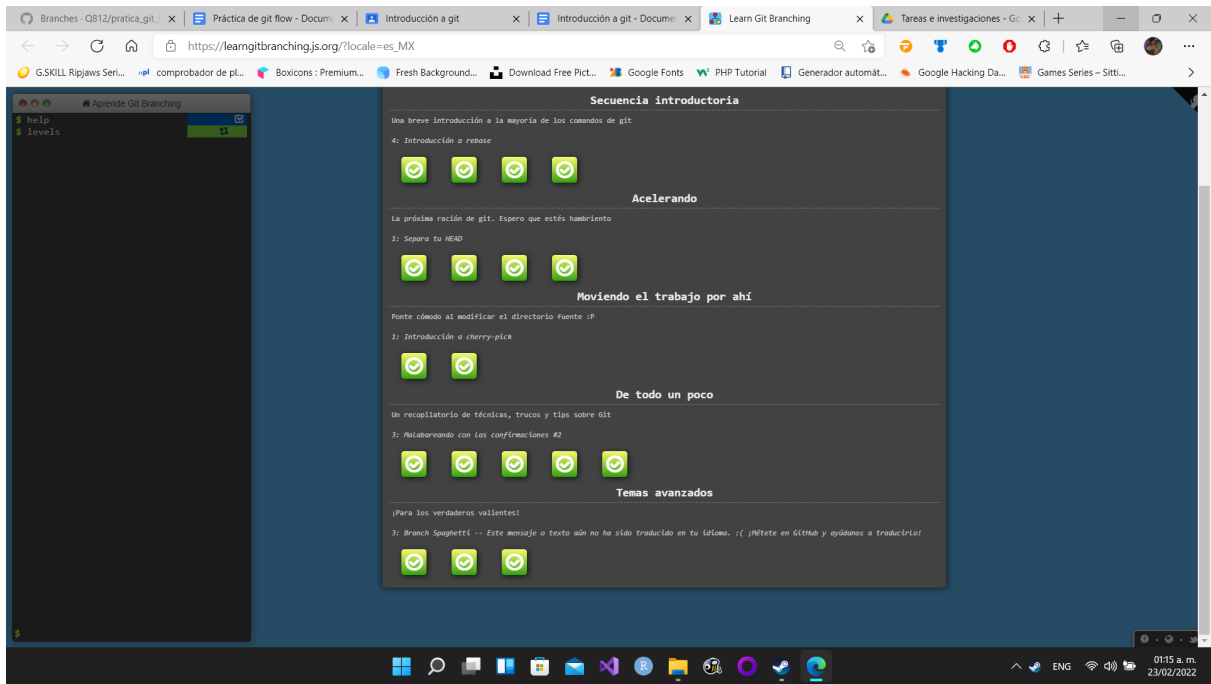 Branches · Q812/pratica_git_
Práctica de git flow - Docum
Introducción a git
Introducción a git - Documen
Learn Git Branching
Tareas e investigaciones - Go
https://learngitbranching.js.org/?locale=es_MX
G.SKILL Ripjaws Seri...
comprobador de pl...
Boxicons : Premium...
Fresh Background...
Download Free Pict...
Google Fonts
PHP Tutorial
Generador automát...
Google Hacking Da...
Games Series – Sitti...
Aprende Git Branching
$ help
$ levels
$
Secuencia introductoria
Una breve introducción a la mayoría de los comandos de git
4: Introducción a rebase
Acelerando
La próxima ración de git. Espero que estés hambriento
1: Separa tu HEAD
Moviendo el trabajo por ahí
Ponte cómodo al modificar el directorio fuente :P
1: Introducción a cherry-pick
De todo un poco
Un recopilatorio de técnicas, trucos y tips sobre Git
3: Malabareando con las confirmaciones #2
Temas avanzados
¡Para los verdaderos valientes!
3: Branch Spaghetti -- Este mensaje o texto aún no ha sido traducido en tu idioma. :( ¡Métete en GitHub y ayúdanos a traducirlo!
ENG
01:15 a. m.
23/02/2022